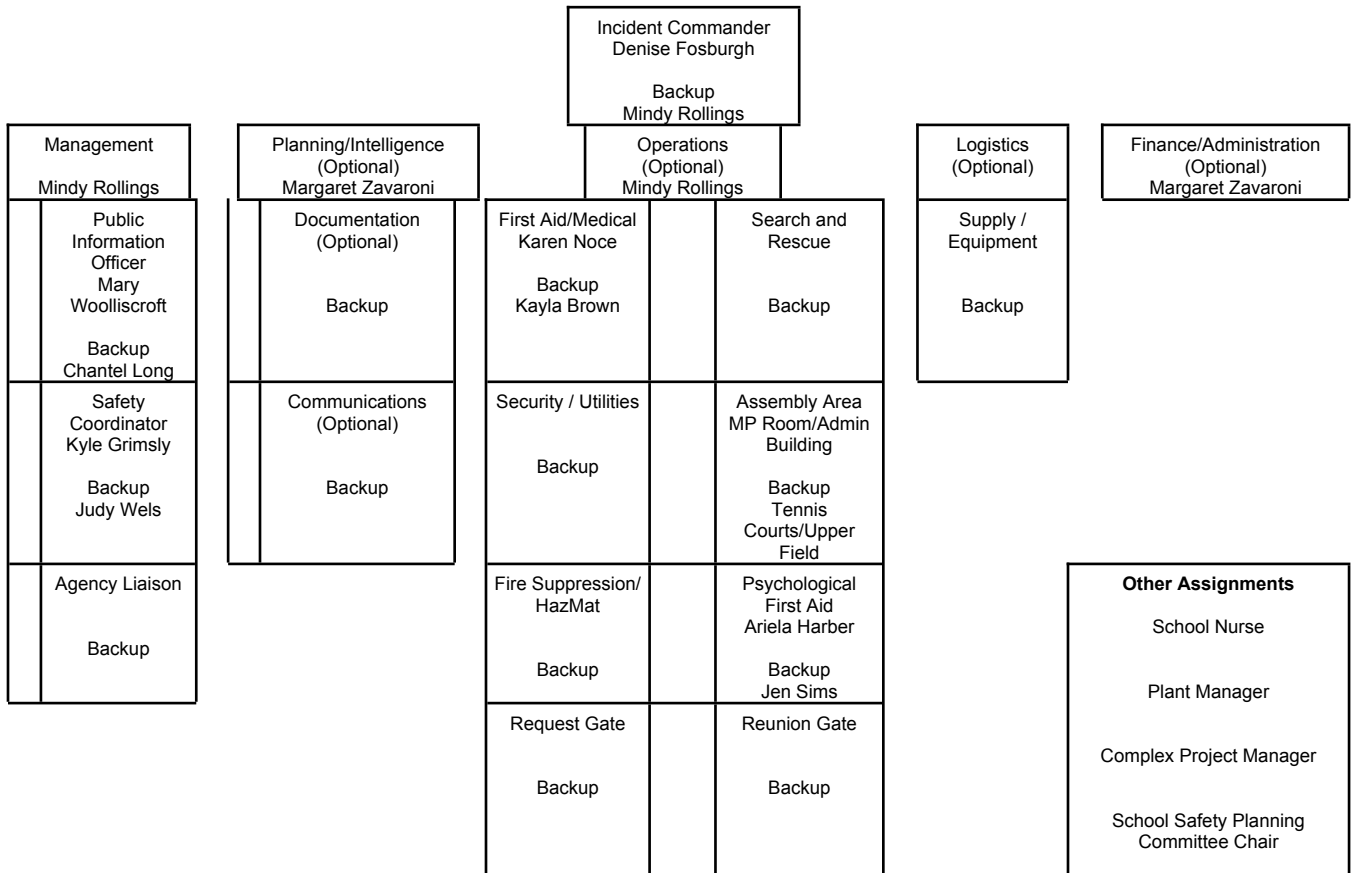 Incident Commander
Denise Fosburgh
Backup
Mindy Rollings
Management
Mindy Rollings
Planning/Intelligence
(Optional)
Margaret Zavaroni
Operations
(Optional)
Mindy Rollings
Logistics
(Optional)
Finance/Administration
(Optional)
Margaret Zavaroni
Public
Information
Officer
Mary
Woolliscroft
Backup
Chantel Long
Documentation
(Optional)
Backup
First Aid/Medical
Karen Noce
Backup
Kayla Brown
Search and
Rescue
Backup
Supply /
Equipment
Backup
Safety
Coordinator
Kyle Grimsly
Backup
Judy Wels
Communications
(Optional)
Backup
Security / Utilities
Backup
Assembly Area
MP Room/Admin
Building
Backup
Tennis
Courts/Upper
Field
Agency Liaison
Backup
Fire Suppression/
HazMat
Backup
Psychological
First Aid
Ariela Harber
Backup
Jen Sims
Other Assignments
School Nurse
Plant Manager
Complex Project Manager
School Safety Planning
Committee Chair
Request Gate
Backup
Reunion Gate
Backup